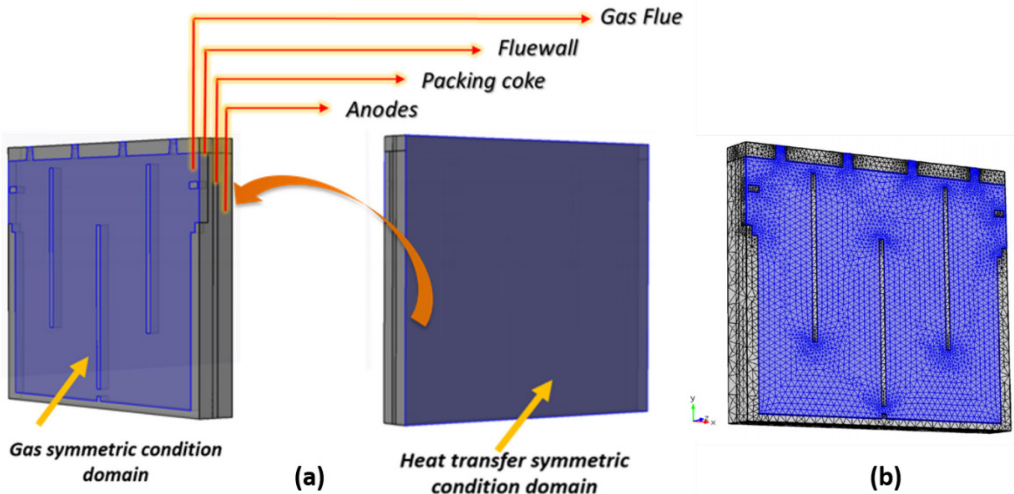 Gas Flue
Fluewall
Packing coke
Anodes
Gas symmetric condition
domain
(a)
Heat transfer symmetric
condition domain
y
z
x
(b)